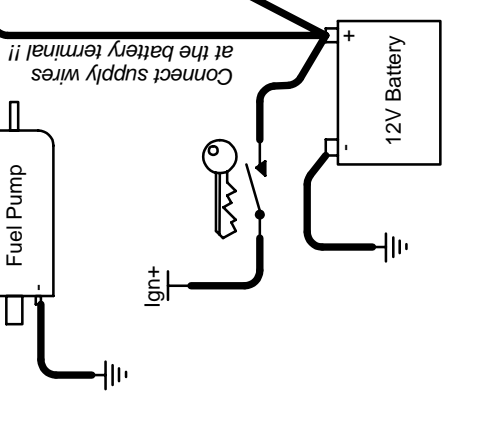 Connect supply wires
at the battery terminal !!
+
12V Battery
-
Fuel Pump
-
Ign+